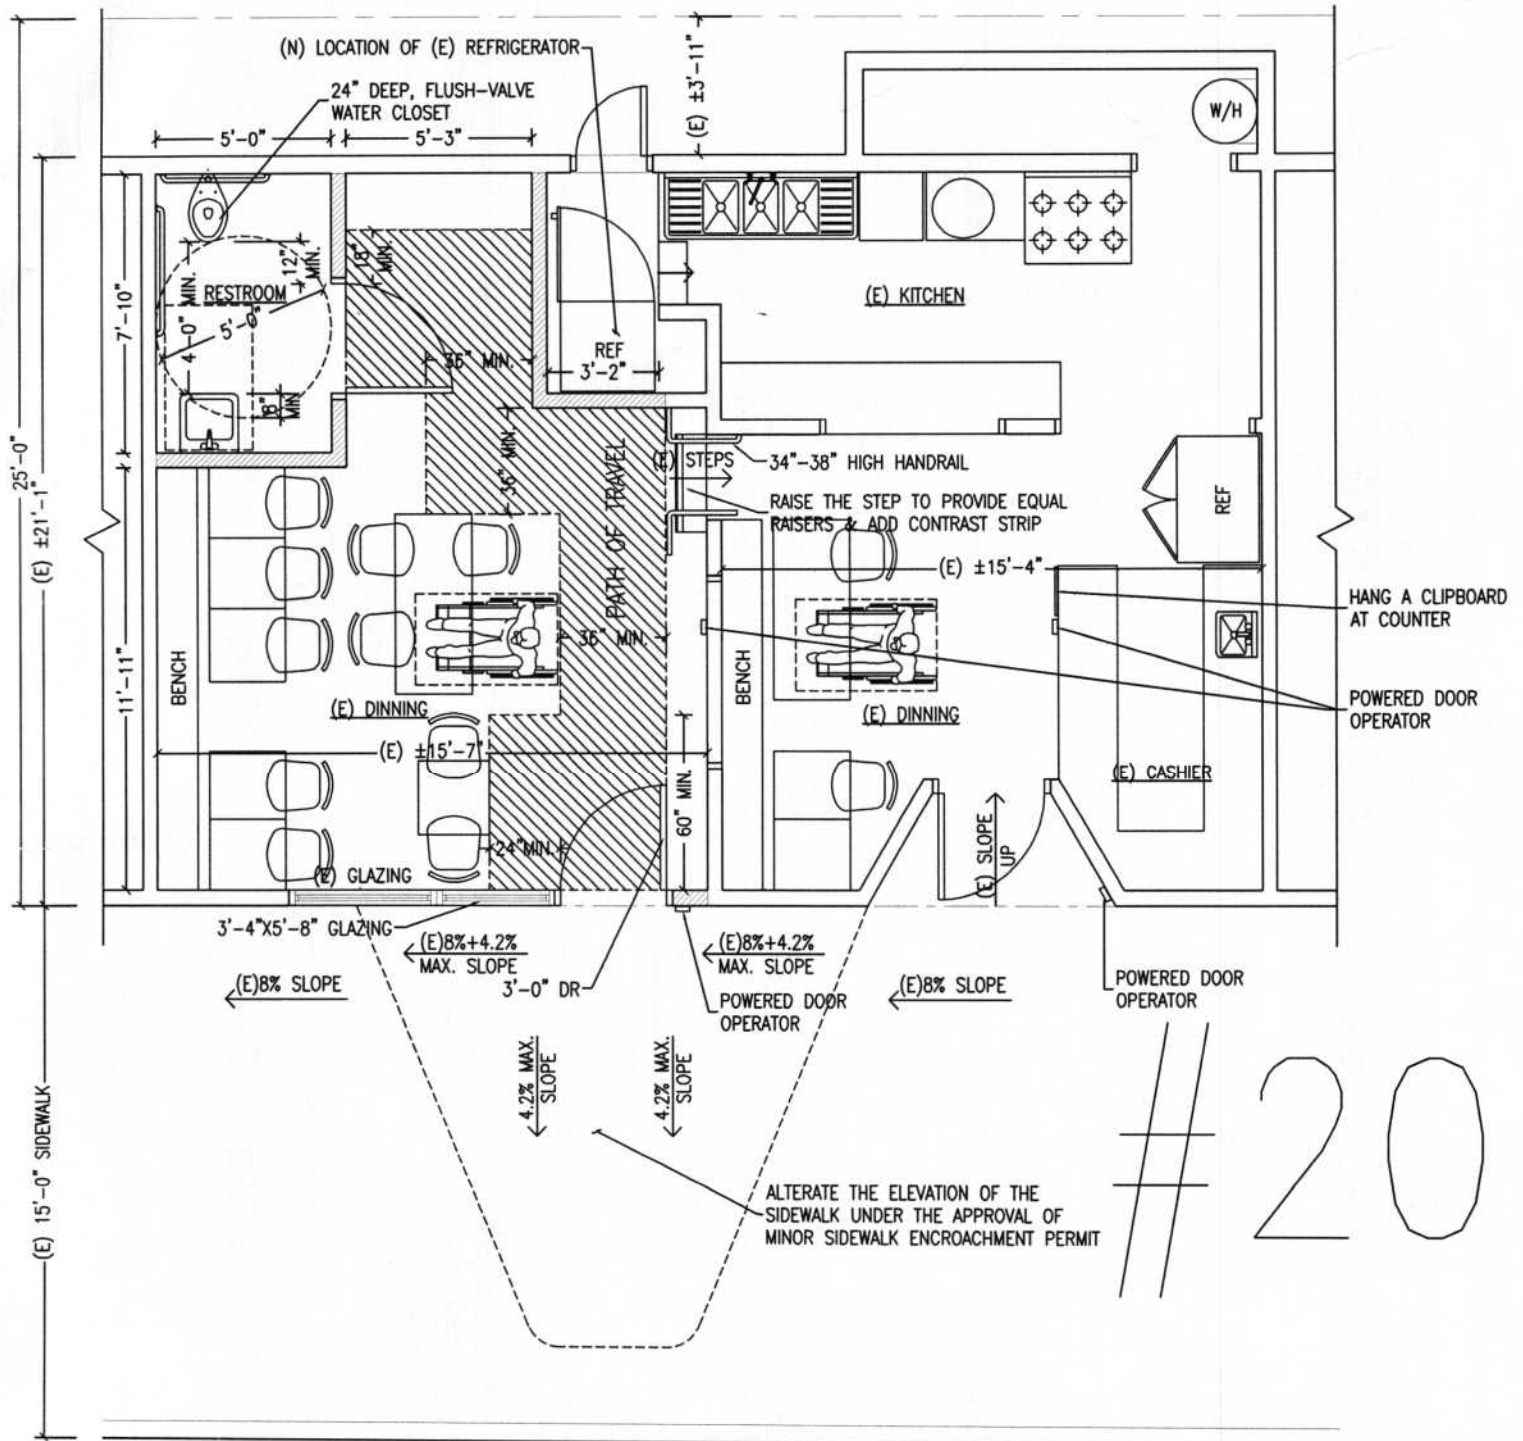 (N) LOCATION OF (E) REFRIGERATOR
24" DEEP, FLUSH-VALVE
WATER CLOSET
(E) ±3'-11"
5'-0"
5'-3"
W/H
12"
MIN.
18"
MIN.
4'-0" MIN.
RESTROOM
5'-0"
7'-10"
(E) KITCHEN
REF
3'-2"
36" MIN.
18"
MIN
25'-0"
(E) ±21'-1"
36" MIN.
PATH OF TRAVEL
(E) STEPS
34"-38" HIGH HANDRAIL
RAISE THE STEP TO PROVIDE EQUAL
RAISERS & ADD CONTRAST STRIP
REF
(E) ±15'-4"
HANG A CLIPBOARD
AT COUNTER
36" MIN.
BENCH
11'-11"
(E) DINNING
BENCH
(E) DINNING
POWERED DOOR
OPERATOR
(E) ±15'-7"
60" MIN.
(E) CASHIER
24"MIN.
(E) SLOPE
UP
(E) GLAZING
3'-4"X5'-8" GLAZING
(E)8%+4.2%
MAX. SLOPE
(E)8%+4.2%
MAX. SLOPE
(E)8% SLOPE
3'-0" DR
POWERED DOOR
OPERATOR
(E)8% SLOPE
POWERED DOOR
OPERATOR
4.2% MAX.
SLOPE
4.2% MAX.
SLOPE
#20
(E) 15'-0" SIDEWALK
ALTERATE THE ELEVATION OF THE
SIDEWALK UNDER THE APPROVAL OF
MINOR SIDEWALK ENCROACHMENT PERMIT